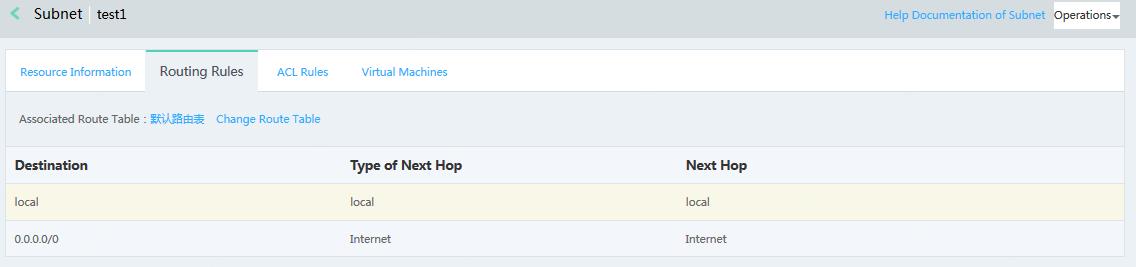 Subnet test1 Help Documentation of Subnet Operations
Resource Information Routing Rules ACL Rules Virtual Machines
Associated Route Table：默认路由表 Change Route Table
Destination Type of Next Hop Next Hop
local local local
0.0.0.0/0 Internet Internet